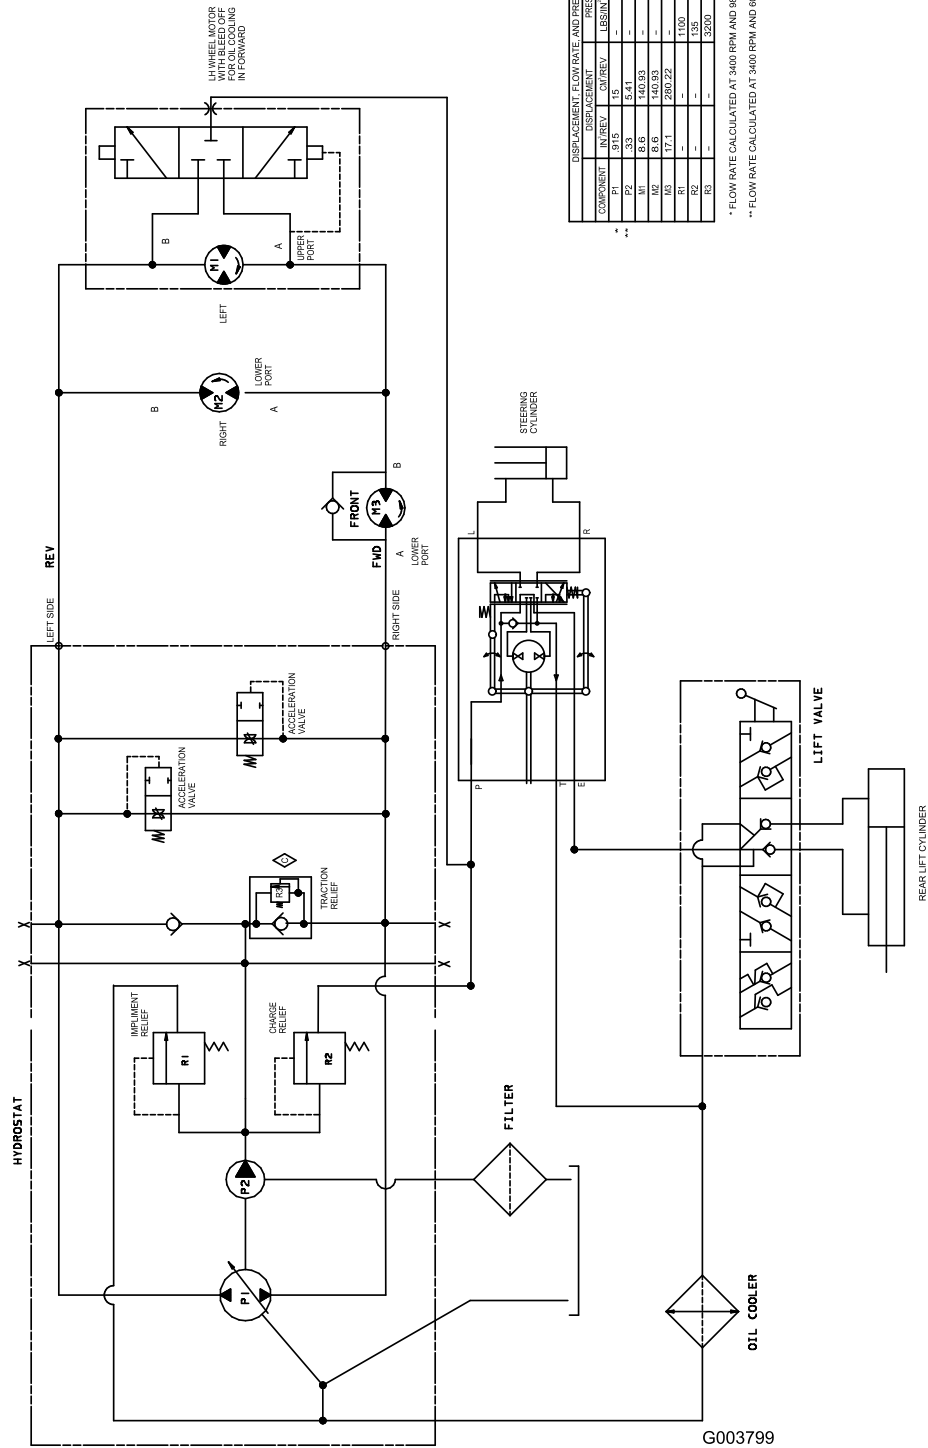 LH WHEEL MOTOR
WITH BLEED OFF
FOR OIL COOLING
IN FORWARD
B
A
UPPER
PORT
M1
LEFT
LOWER
PORT
M2
B
A
RIGHT
B
FRONT
M3
REV
FWD
A
LOWER
PORT
LEFT SIDE
RIGHT SIDE
STEERING
CYLINDER
L
R
P
T
E
ACCELERATION
VALVE
ACCELERATION
VALVE
C
R3
TRACTION
RELIEF
LIFT VALVE
REAR LIFT CYLINDER
IMPLIMENT
RELIEF
R1
CHARGE
RELIEF
R2
HYDROSTAT
P2
FILTER
P1
OIL COOLER
DISPLACEMENT, FLOW RATE, AND PRE
DISPLACEMENT PRES
COMPONENT IN³/REV CM³/REV LBS/IN
* P1 .915 15 –
** P2 .33 5.41 –
M1 8.6 140.93 –
M2 8.6 140.93 –
M3 17.1 280.22 –
R1 – – 1100
R2 – – 135
R3 – – 3200
* FLOW RATE CALCULATED AT 3400 RPM AND 98
** FLOW RATE CALCULATED AT 3400 RPM AND 6
G003799